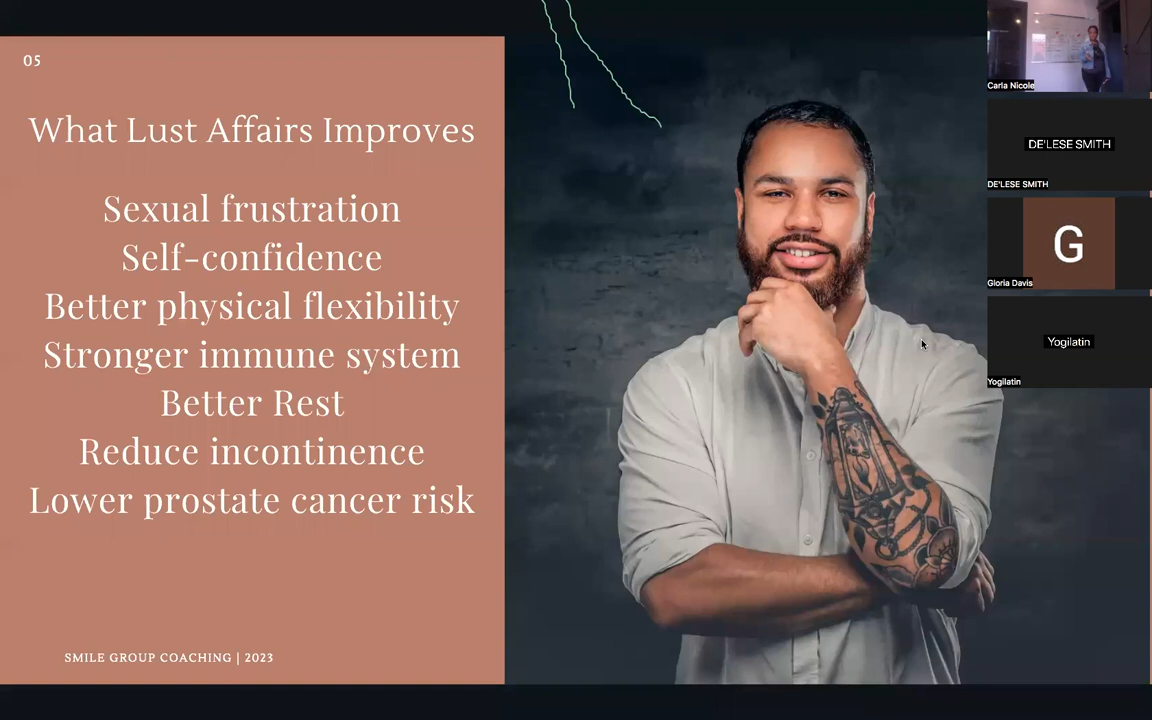 05
What Lust Affairs Improves
Sexual frustration
Self-confidence
Better physical flexibility
Stronger immune system
Better Rest
Reduce incontinence
Lower prostate cancer risk
SMILE GROUP COACHING | 2023
Carla Nicole
DE'LESE SMITH
DE'LESE SMITH
G
Gloria Davis
Yogilatin
Yogilatin